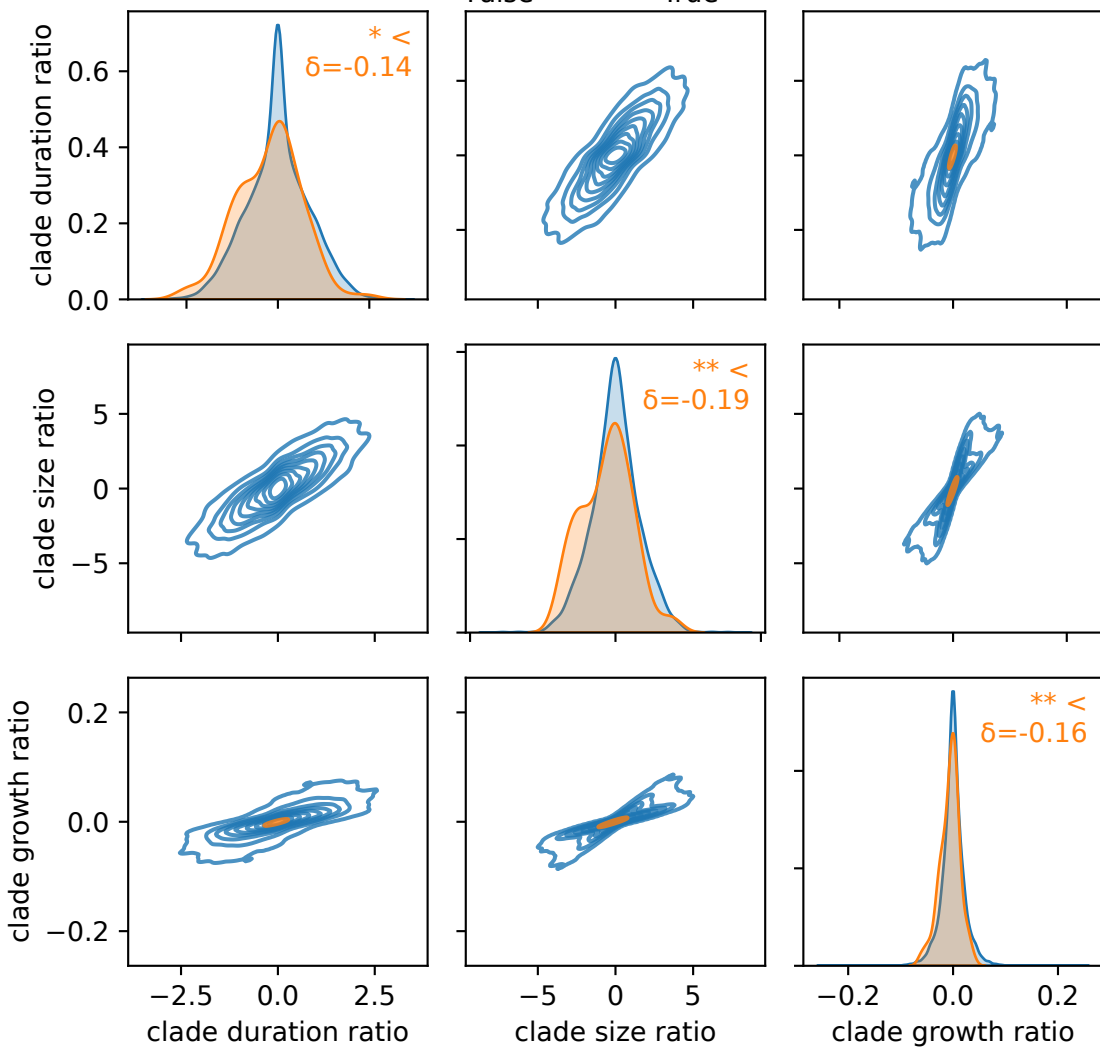 True
clade duration ratio
0.6
0.4
0.2
0.0
* <
δ=-0.14
clade size ratio
5
0
−5
** <
δ=-0.19
clade growth ratio
0.2
0.0
−0.2
** <
δ=-0.16
−2.5
0.0
2.5
clade duration ratio
−5
0
5
clade size ratio
−0.2
0.0
0.2
clade growth ratio